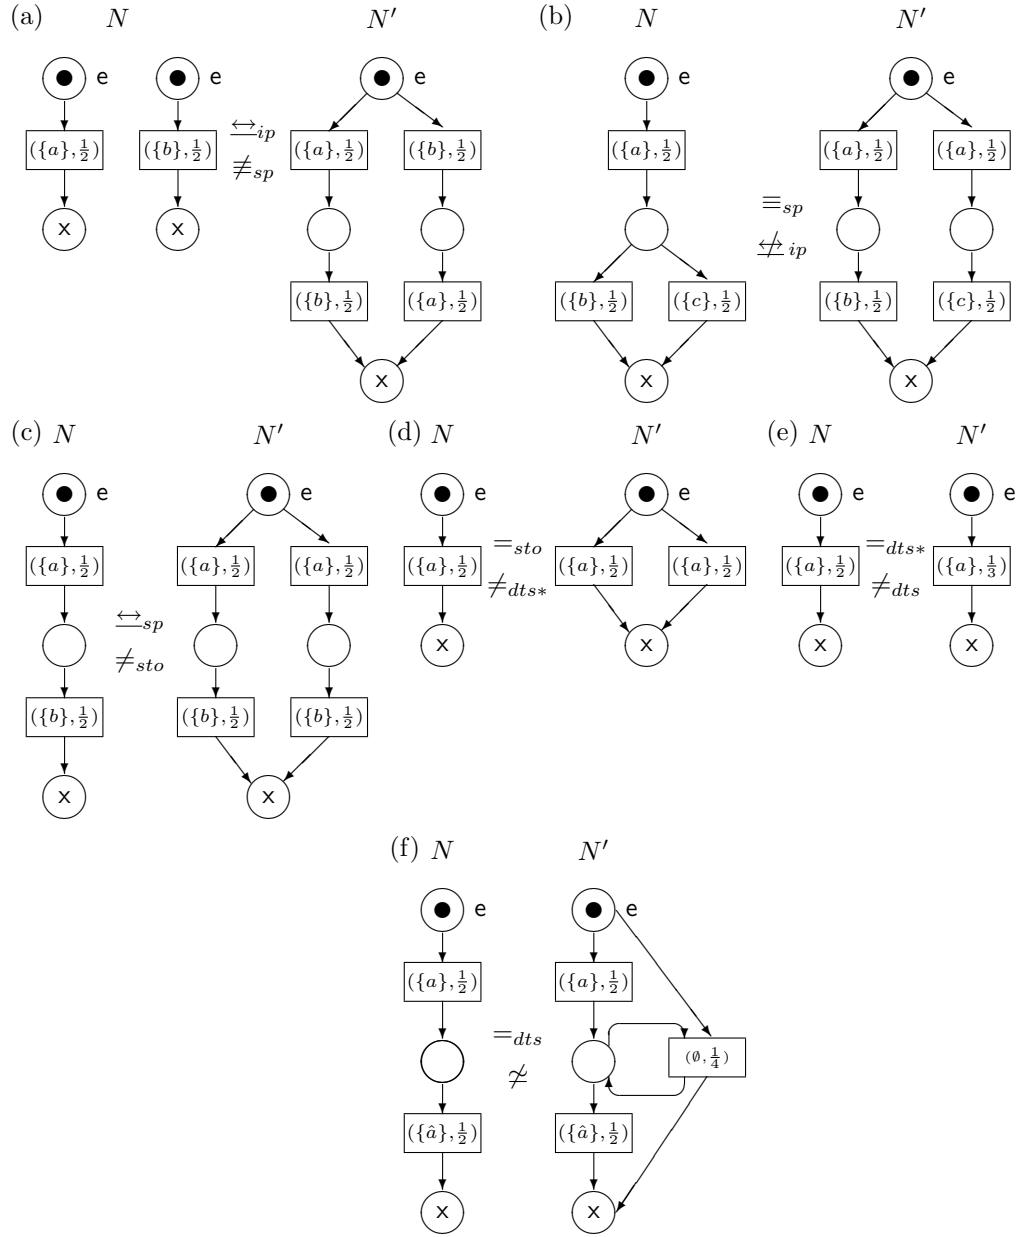 (a) N N′ (b) N N′
e e e e e
({a}, 1/2) ({b}, 1/2) ↔̲ip ≢sp ({a}, 1/2) ({b}, 1/2) ({a}, 1/2) ({a}, 1/2) ({a}, 1/2)
x x ≡sp ↮̲ip
({b}, 1/2) ({a}, 1/2) ({b}, 1/2) ({c}, 1/2) ({b}, 1/2) ({c}, 1/2)
x x x
(c) N N′ (d) N N′ (e) N N′
e e e e e e
({a}, 1/2) ({a}, 1/2) ({a}, 1/2) ({a}, 1/2) =sto ≠dts∗ ({a}, 1/2) ({a}, 1/2) ({a}, 1/2) =dts∗ ≠dts ({a}, 1/3)
↔̲sp ≠sto x x x x
({b}, 1/2) ({b}, 1/2) ({b}, 1/2)
x x
(f) N N′
e e
({a}, 1/2) ({a}, 1/2)
=dts ≄ (∅, 1/4)
({â}, 1/2) ({â}, 1/2)
x x